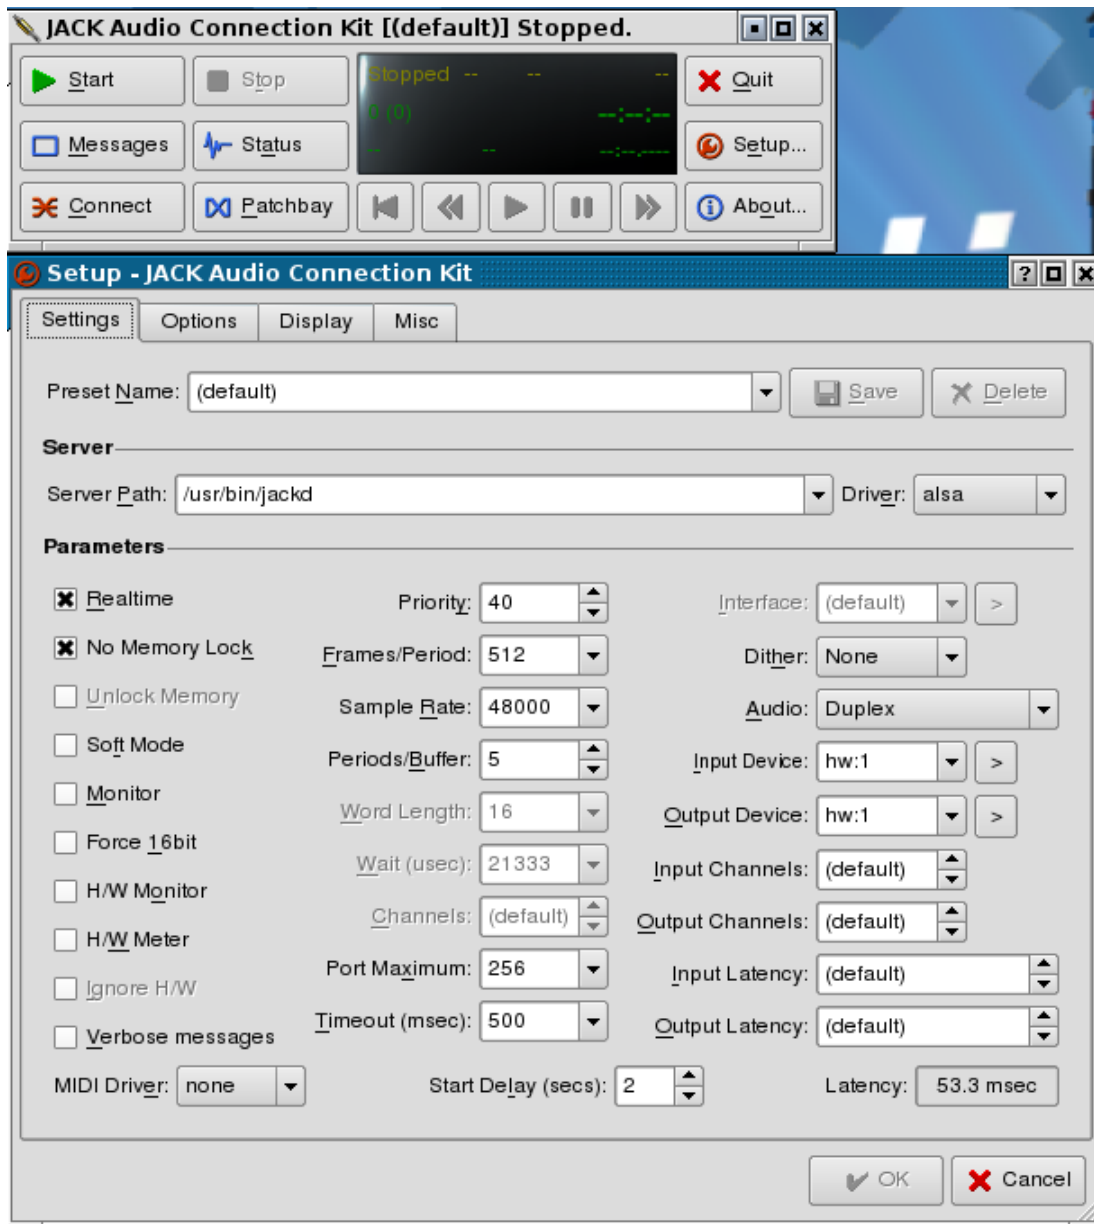 JACK Audio Connection Kit [(default)] Stopped.
Start Stop Stopped -- -- -- Quit
0 (0) --:--:--
Messages Status -- -- --:--.---- Setup...
Connect Patchbay About...
Setup - JACK Audio Connection Kit ?
Settings Options Display Misc
Preset Name: (default) Save Delete
Server
Server Path: /usr/bin/jackd Driver: alsa
Parameters
Realtime Priority: 40 Interface: (default) >
No Memory Lock Frames/Period: 512 Dither: None
Unlock Memory Sample Rate: 48000 Audio: Duplex
Soft Mode Periods/Buffer: 5 Input Device: hw:1 >
Monitor Word Length: 16 Output Device: hw:1 >
Force 16bit Wait (usec): 21333 Input Channels: (default)
H/W Monitor Channels: (default) Output Channels: (default)
H/W Meter Port Maximum: 256 Input Latency: (default)
Ignore H/W Timeout (msec): 500 Output Latency: (default)
Verbose messages
MIDI Driver: none Start Delay (secs): 2 Latency: 53.3 msec
OK Cancel